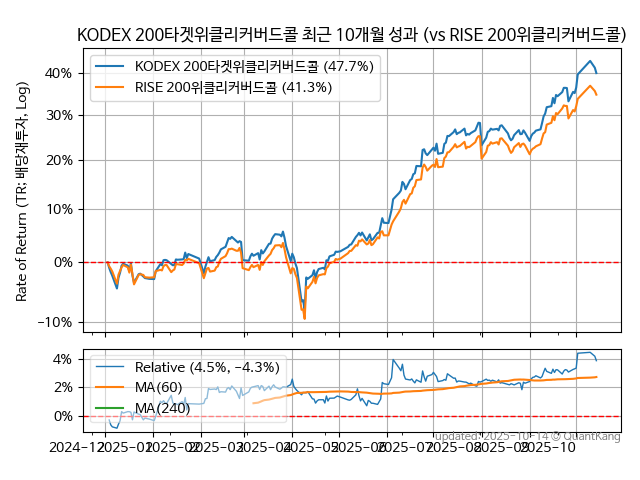 KODEX 200타겟위클리커버드콜 최근 10개월 성과 (vs RISE 200위클리커버드콜)
Rate of Return (TR: 배당재투자, Log)
KODEX 200타겟위클리커버드콜 (47.7%)
RISE 200위클리커버드콜 (41.3%)
40%
30%
20%
10%
0%
−10%
Relative (4.5%, −4.3%)
MA(60)
MA(240)
4%
2%
0%
updated: 2025-10-14 © QuantKang
2024-12 2025-01 2025-02 2025-03 2025-04 2025-05 2025-06 2025-07 2025-08 2025-09 2025-10